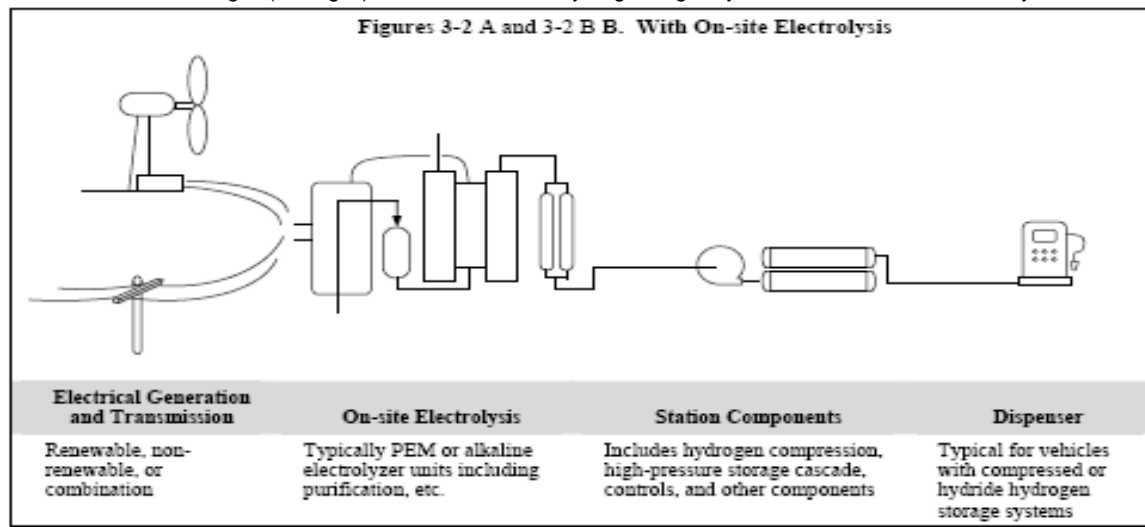 Figures 3-2 A and 3-2 B B. With On-site Electrolysis
Electrical Generation
and Transmission
On-site Electrolysis
Station Components
Dispenser
Renewable, non-
renewable, or
combination
Typically PEM or alkaline
electrolyzer units including
purification, etc.
Includes hydrogen compression,
high-pressure storage cascade,
controls, and other components
Typical for vehicles
with compressed or
hydride hydrogen
storage systems